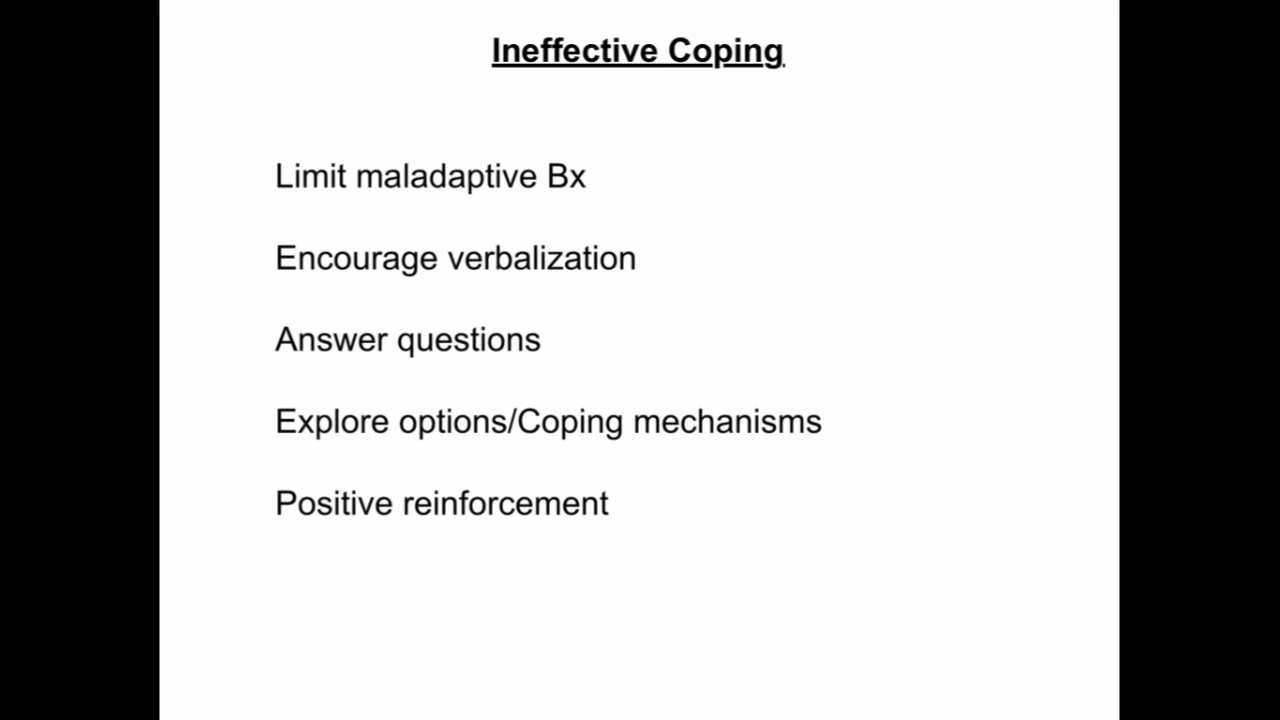 Ineffective Coping
Limit maladaptive Bx
Encourage verbalization
Answer questions
Explore options/Coping mechanisms
Positive reinforcement